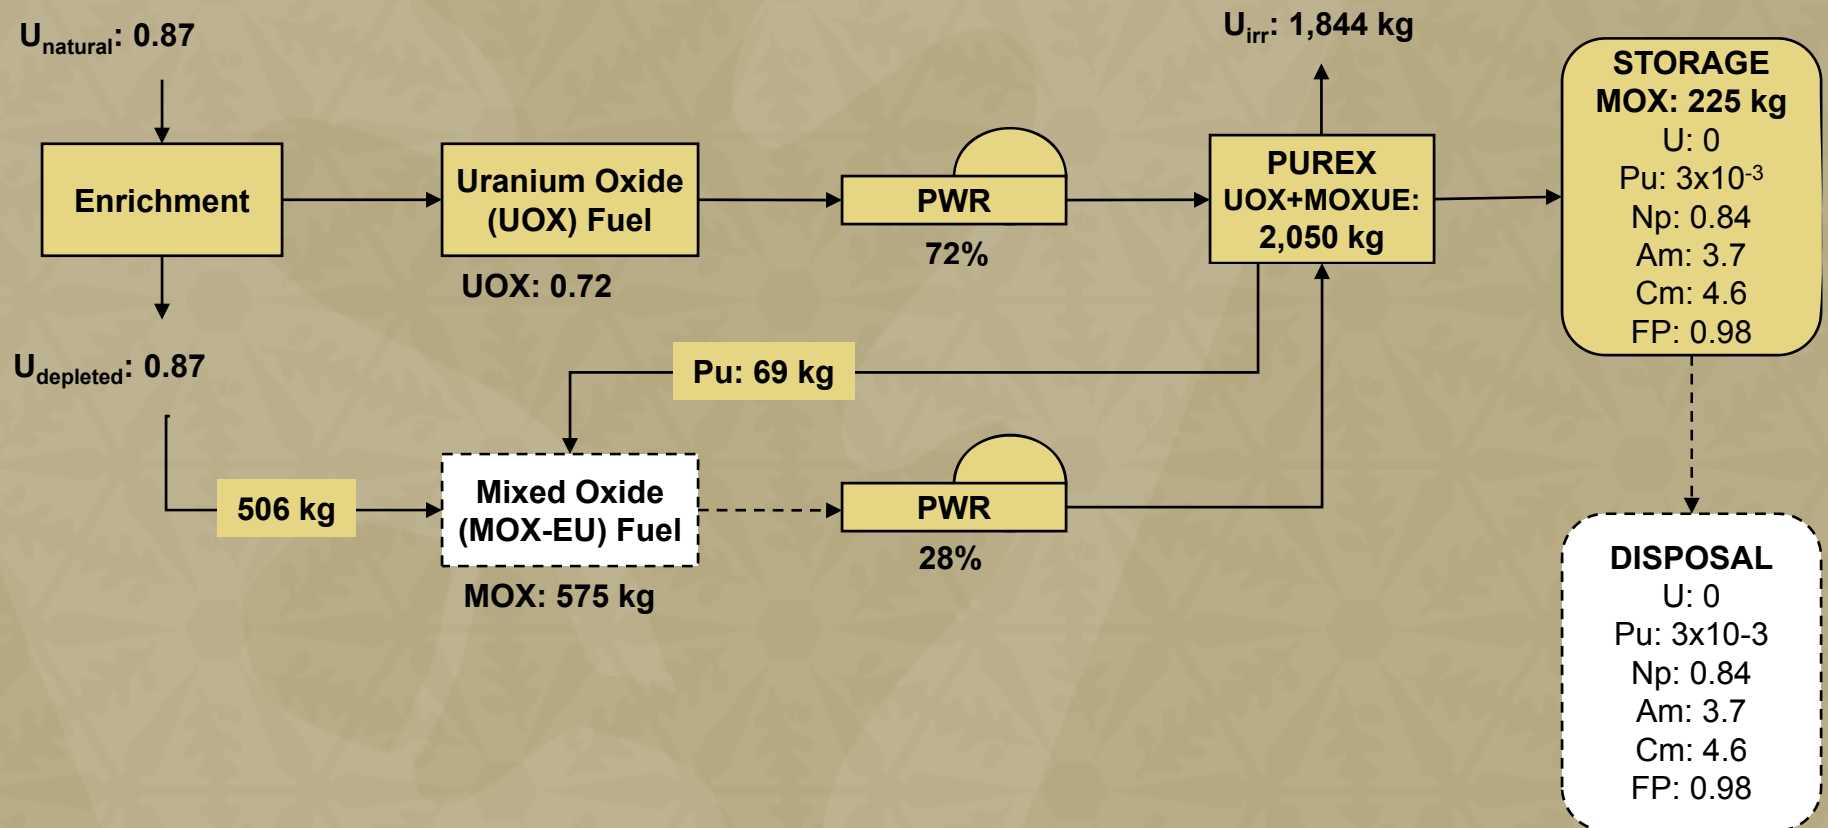 U_natural: 0.87
U_irr: 1,844 kg
Enrichment
Uranium Oxide
(UOX) Fuel
UOX: 0.72
PWR
72%
PUREX
UOX+MOXUE:
2,050 kg
STORAGE
MOX: 225 kg
U: 0
Pu: 3x10⁻³
Np: 0.84
Am: 3.7
Cm: 4.6
FP: 0.98
U_depleted: 0.87
Pu: 69 kg
506 kg
Mixed Oxide
(MOX-EU) Fuel
MOX: 575 kg
PWR
28%
DISPOSAL
U: 0
Pu: 3x10-3
Np: 0.84
Am: 3.7
Cm: 4.6
FP: 0.98